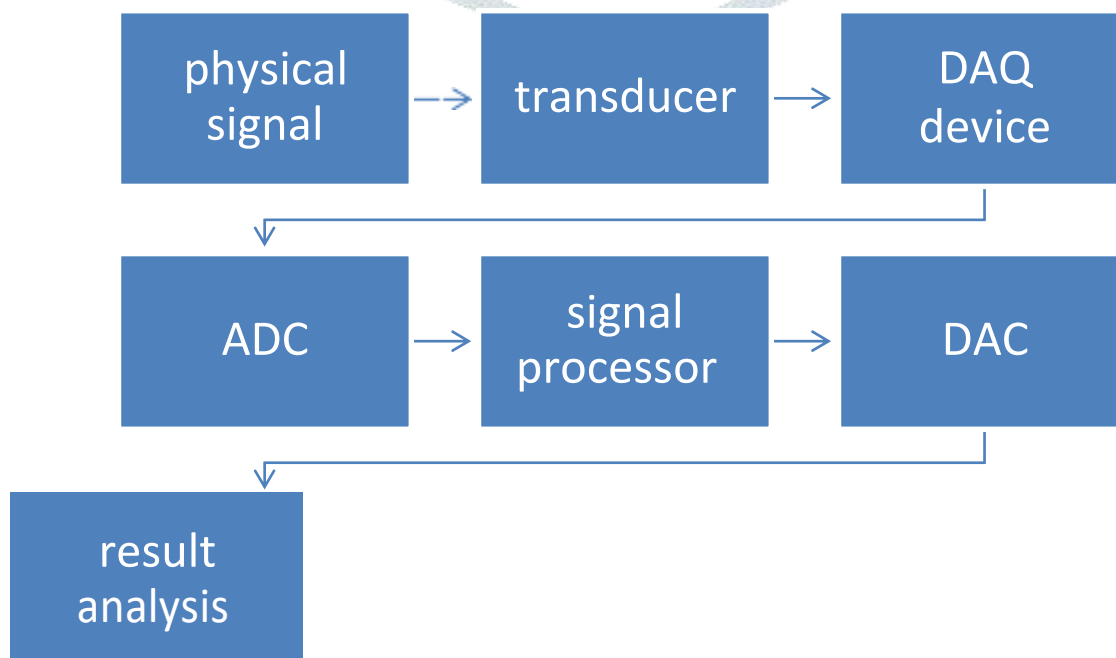 physical
signal
transducer
DAQ
device
ADC
signal
processor
DAC
result
analysis